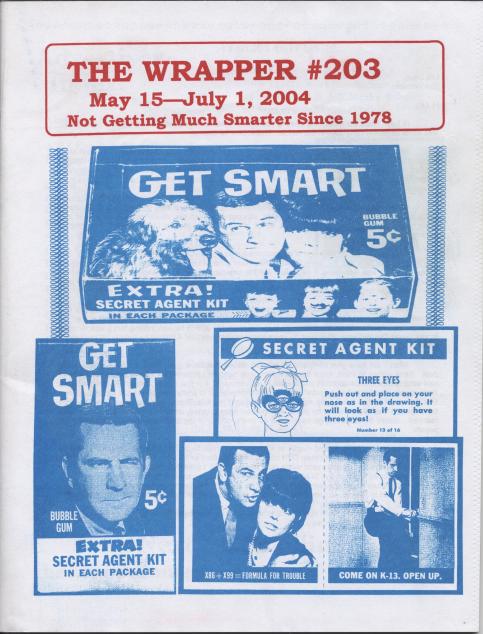 THE WRAPPER #203
May 15—July 1, 2004
Not Getting Much Smarter Since 1978
GET SMART
BUBBLE
GUM
5¢
EXTRA!
SECRET AGENT KIT
IN EACH PACKAGE
GET
SMART
5¢
BUBBLE
GUM
EXTRA!
SECRET AGENT KIT
IN EACH PACKAGE
SECRET AGENT KIT
THREE EYES
Push out and place on your
nose as in the drawing. It
will look as if you have
three eyes!
Number 13 of 16
X86 + X99 = FORMULA FOR TROUBLE
COME ON K-13. OPEN UP.